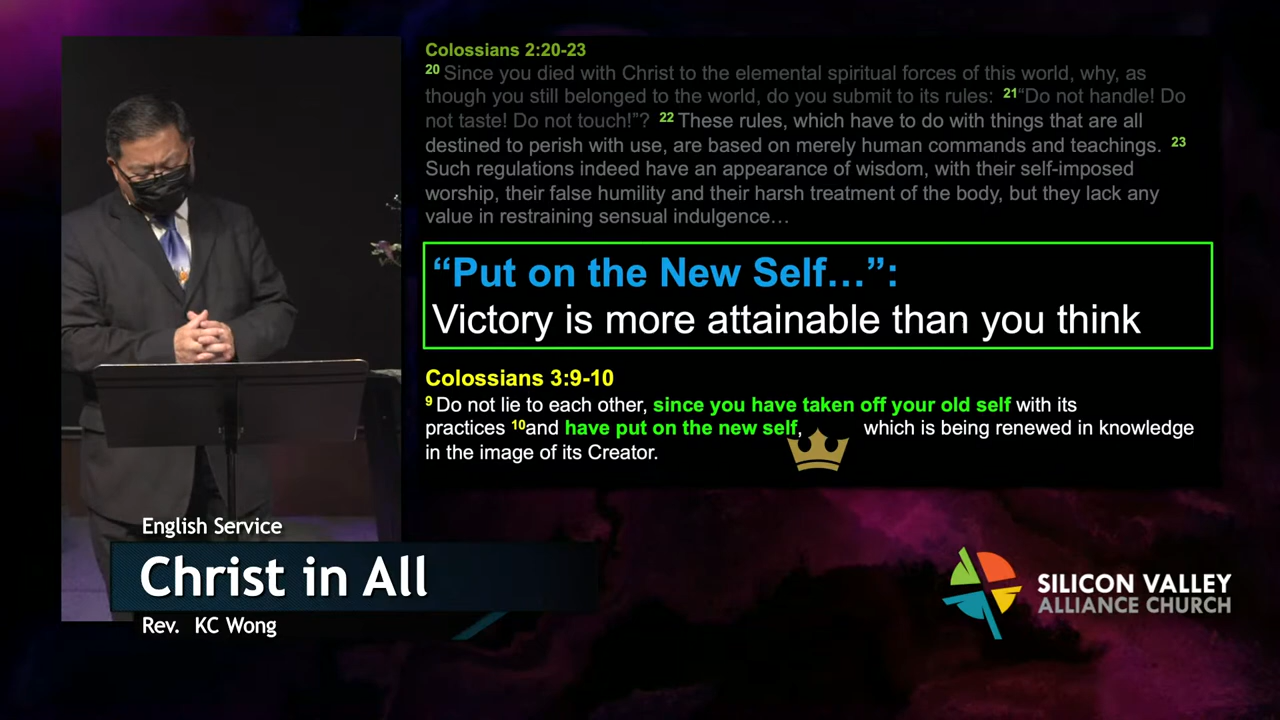 Colossians 2:20-23
20 Since you died with Christ to the elemental spiritual forces of this world, why, as
though you still belonged to the world, do you submit to its rules: 21“Do not handle! Do
not taste! Do not touch!”? 22 These rules, which have to do with things that are all
destined to perish with use, are based on merely human commands and teachings. 23
Such regulations indeed have an appearance of wisdom, with their self-imposed
worship, their false humility and their harsh treatment of the body, but they lack any
value in restraining sensual indulgence…
“Put on the New Self…”:
Victory is more attainable than you think
Colossians 3:9-10
9 Do not lie to each other, since you have taken off your old self with its
practices 10and have put on the new self, which is being renewed in knowledge
in the image of its Creator.
English Service
Christ in All
Rev. KC Wong
SILICON VALLEY
ALLIANCE CHURCH